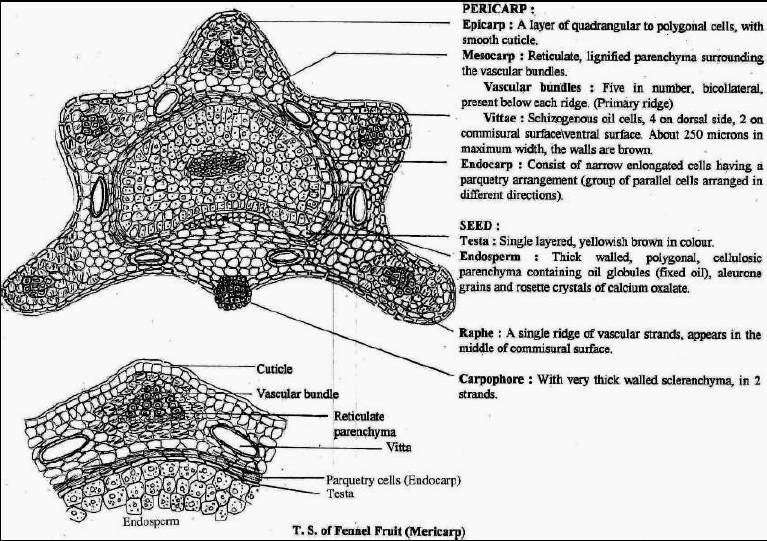 PERICARP :
Epicarp : A layer of quadrangular to polygonal cells, with
smooth cuticle.
Mesocarp : Reticulate, lignified parenchyma surrounding
the vascular bundles.
Vascular bundles : Five in number, bicollateral,
present below each ridge. (Primary ridge)
Vittae : Schizogenous oil cells, 4 on dorsal side, 2 on
commisural surface\ventral surface. About 250 microns in
maximum width, the walls are brown.
Endocarp : Consist of narrow enlongated cells having a
parquetry arrangement (group of parallel cells arranged in
different directions).
SEED :
Testa : Single layered, yellowish brown in colour.
Endosperm : Thick walled, polygonal, cellulosic
parenchyma containing oil globules (fixed oil), aleurone
grains and rosette crystals of calcium oxalate.
Raphe : A single ridge of vascular strands, appears in the
middle of commisural surface.
Carpophore : With very thick walled sclerenchyma, in 2
strands.
Cuticle
Vascular bundle
Reticulate
parenchyma
Vitta
Parquetry cells (Endocarp)
Testa
Endosperm
T. S. of Fennel Fruit (Mericarp)